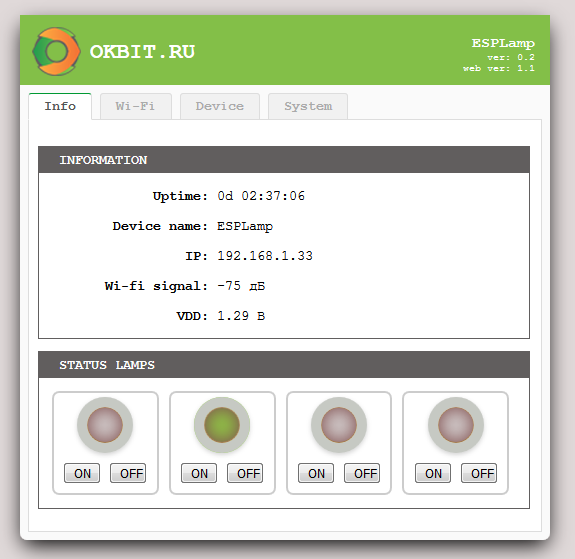 OKBIT.RU
ESPLamp
ver: 0.2
web ver: 1.1
Info Wi-Fi Device System
INFORMATION
Uptime: 0d 02:37:06
Device name: ESPLamp
IP: 192.168.1.33
Wi-fi signal: -75 дБ
VDD: 1.29 В
STATUS LAMPS
ON OFF ON OFF ON OFF ON OFF